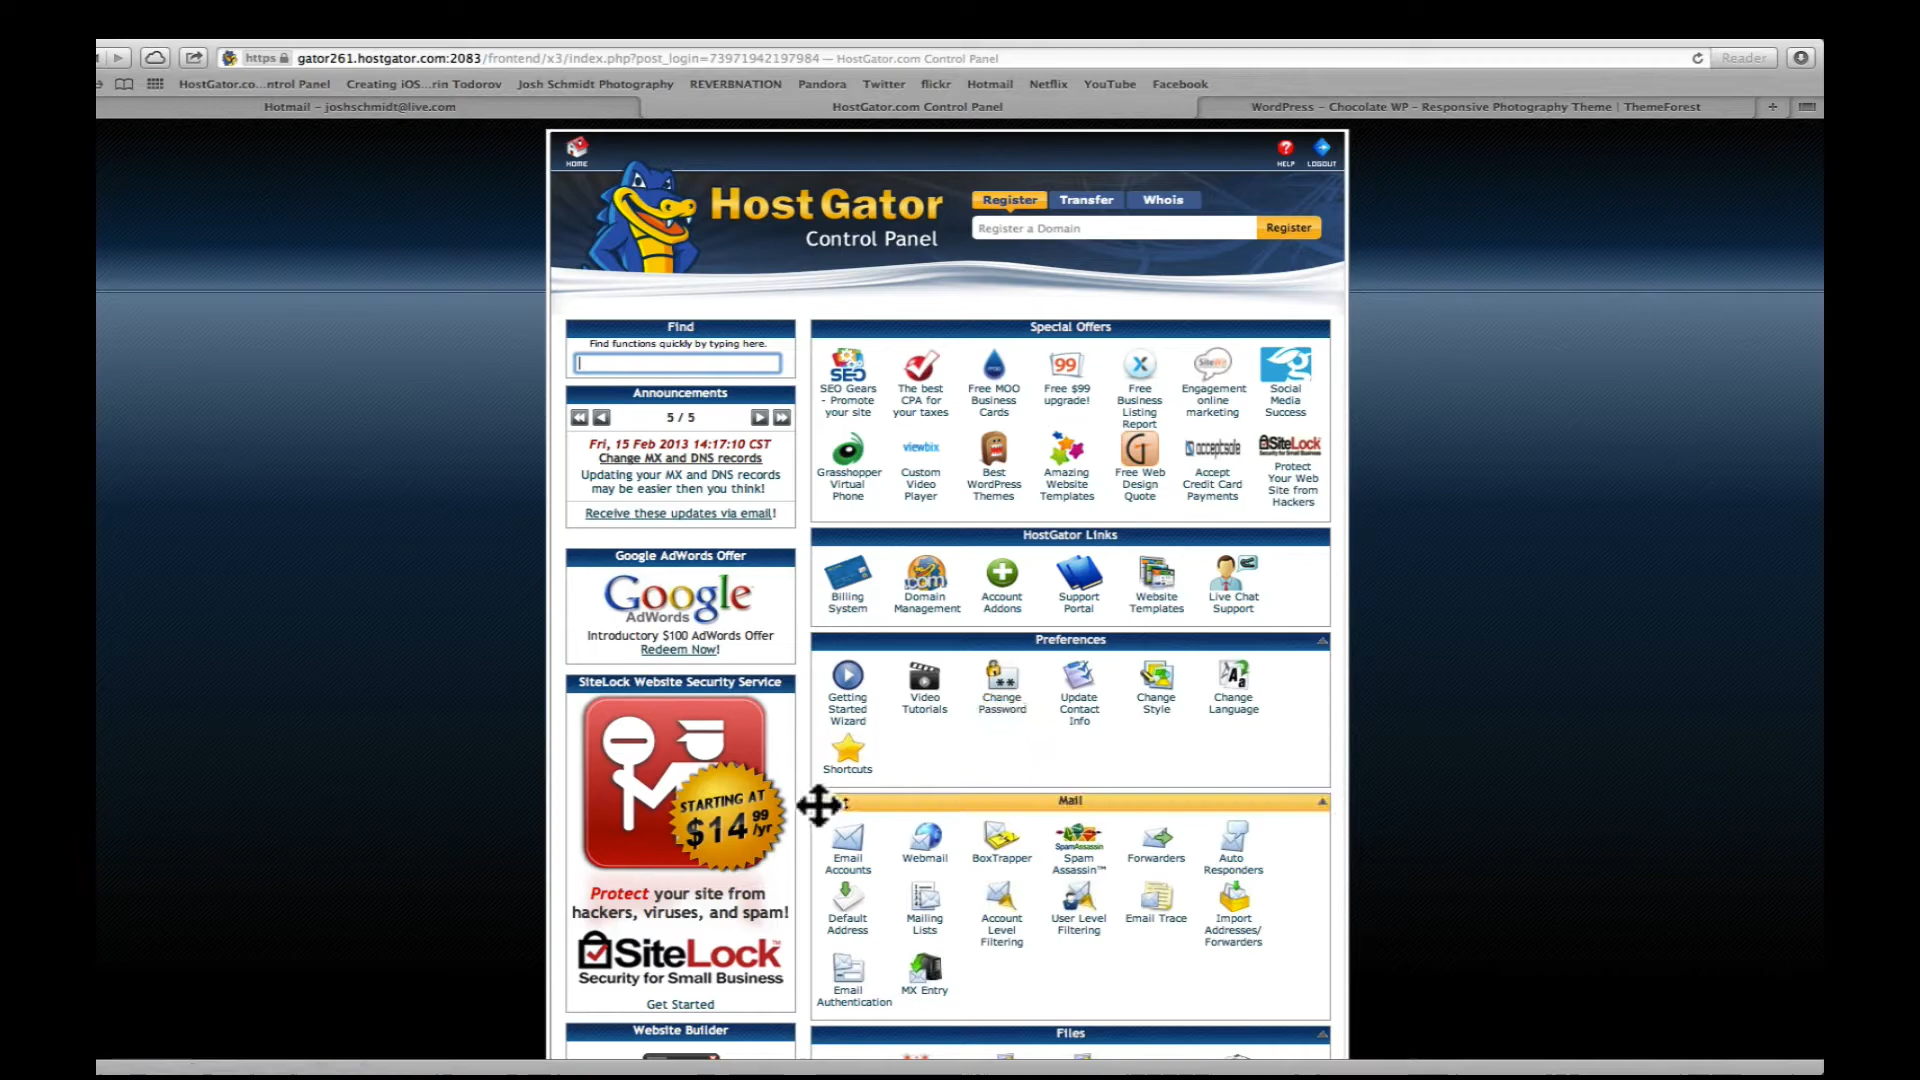 https gator261.hostgator.com:2083/frontend/x3/index.php?post_login=73971942197984 — HostGator.com Control Panel
Reader
HostGator.co...ntrol Panel Creating iOS...rin Todorov Josh Schmidt Photography REVERBNATION Pandora Twitter flickr Hotmail Netflix YouTube Facebook
Hotmail – joshschmidt@live.com
HostGator.com Control Panel
WordPress – Chocolate WP – Responsive Photography Theme | ThemeForest
HOME
HELP LOGOUT
HostGator
Control Panel
Register Transfer Whois
Register a Domain
Register
Find
Find functions quickly by typing here.
Announcements
5 / 5
Fri, 15 Feb 2013 14:17:10 CST
Change MX and DNS records
Updating your MX and DNS records
may be easier then you think!
Receive these updates via email!
Google AdWords Offer
Google
AdWords
Introductory $100 AdWords Offer
Redeem Now!
SiteLock Website Security Service
STARTING AT
$14 99 /yr
Protect your site from
hackers, viruses, and spam!
SiteLock
Security for Small Business
Get Started
Website Builder
Special Offers
SEO
SEO Gears
- Promote
your site
The best
CPA for
your taxes
Free MOO
Business
Cards
99
Free $99
upgrade!
X
Free
Business
Listing
Report
Engagement
online
marketing
Social
Media
Success
Grasshopper
Virtual
Phone
viewbix
Custom
Video
Player
Best
WordPress
Themes
Amazing
Website
Templates
Free Web
Design
Quote
Accept
Credit Card
Payments
SiteLock
Protect
Your Web
Site from
Hackers
HostGator Links
Billing
System
.com
Domain
Management
Account
Addons
Support
Portal
Website
Templates
Live Chat
Support
Preferences
Getting
Started
Wizard
Video
Tutorials
**
Change
Password
Update
Contact
Info
Change
Style
Change
Language
Shortcuts
Mail
Email
Accounts
Webmail
BoxTrapper
SpamAssassin
Spam
Assassin™
Forwarders
Auto
Responders
Default
Address
Mailing
Lists
Account
Level
Filtering
User Level
Filtering
Email Trace
Import
Addresses/
Forwarders
Email
Authentication
MX Entry
Files